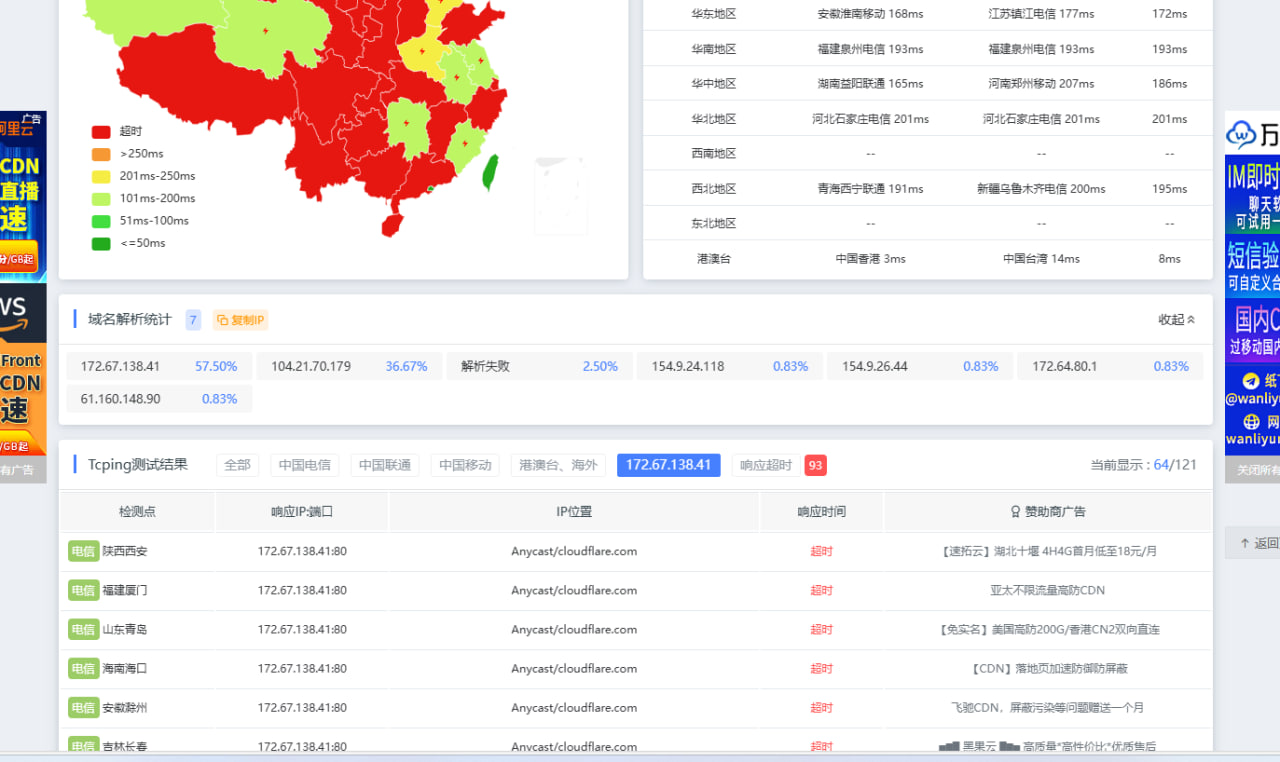 华东地区 安徽淮南移动 168ms 江苏镇江电信 177ms 172ms
华南地区 福建泉州电信 193ms 福建泉州电信 193ms 193ms
华中地区 湖南益阳联通 165ms 河南郑州移动 207ms 186ms
华北地区 河北石家庄电信 201ms 河北石家庄电信 201ms 201ms
西南地区 -- -- --
西北地区 青海西宁联通 191ms 新疆乌鲁木齐电信 200ms 195ms
东北地区 -- -- --
港澳台 中国香港 3ms 中国台湾 14ms 8ms
超时
>250ms
201ms-250ms
101ms-200ms
51ms-100ms
<=50ms
广告
阿里云
CDN
直播
速
分/GB起
WS
Front
CDN
速
/GB起
有广告
域名解析统计 7 复制IP 收起
172.67.138.41 57.50% 104.21.70.179 36.67% 解析失败 2.50% 154.9.24.118 0.83% 154.9.26.44 0.83% 172.64.80.1 0.83%
61.160.148.90 0.83%
Tcping测试结果 全部 中国电信 中国联通 中国移动 港澳台、海外 172.67.138.41 响应超时 93 当前显示 : 64/121
检测点 响应IP:端口 IP位置 响应时间 赞助商广告
电信 陕西西安 172.67.138.41:80 Anycast/cloudflare.com 超时 【速拓云】湖北十堰 4H4G首月低至18元/月
电信 福建厦门 172.67.138.41:80 Anycast/cloudflare.com 超时 亚太不限流量高防CDN
电信 山东青岛 172.67.138.41:80 Anycast/cloudflare.com 超时 【免实名】美国高防200G/香港CN2双向直连
电信 海南海口 172.67.138.41:80 Anycast/cloudflare.com 超时 【CDN】落地页加速防御防屏蔽
电信 安徽滁州 172.67.138.41:80 Anycast/cloudflare.com 超时 飞驰CDN，屏蔽污染等问题赠送一个月
电信 吉林长春 172.67.138.41:80 Anycast/cloudflare.com 超时 黑果云 高质量*高性价比*优质售后
万
IM即时
聊天软
可试用一
短信验
可自定义合
国内C
过移动国内
纸
@wanliyu
网
wanliyun
关闭所有
返回